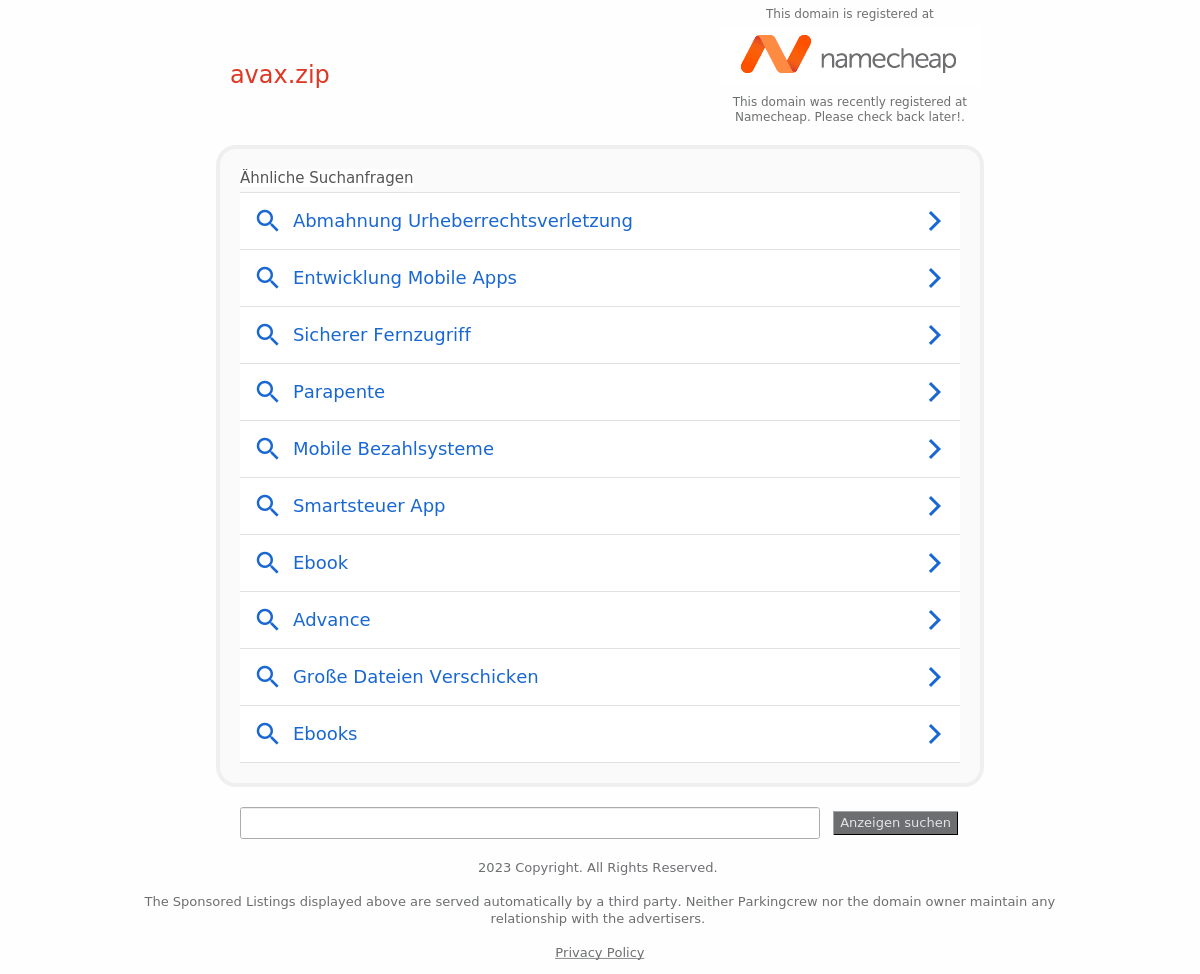 This domain is registered at
namecheap
avax.zip
This domain was recently registered at
Namecheap. Please check back later!.
Ähnliche Suchanfragen
Abmahnung Urheberrechtsverletzung
Entwicklung Mobile Apps
Sicherer Fernzugriff
Parapente
Mobile Bezahlsysteme
Smartsteuer App
Ebook
Advance
Große Dateien Verschicken
Ebooks
Anzeigen suchen
2023 Copyright. All Rights Reserved.
The Sponsored Listings displayed above are served automatically by a third party. Neither Parkingcrew nor the domain owner maintain any
relationship with the advertisers.
Privacy Policy